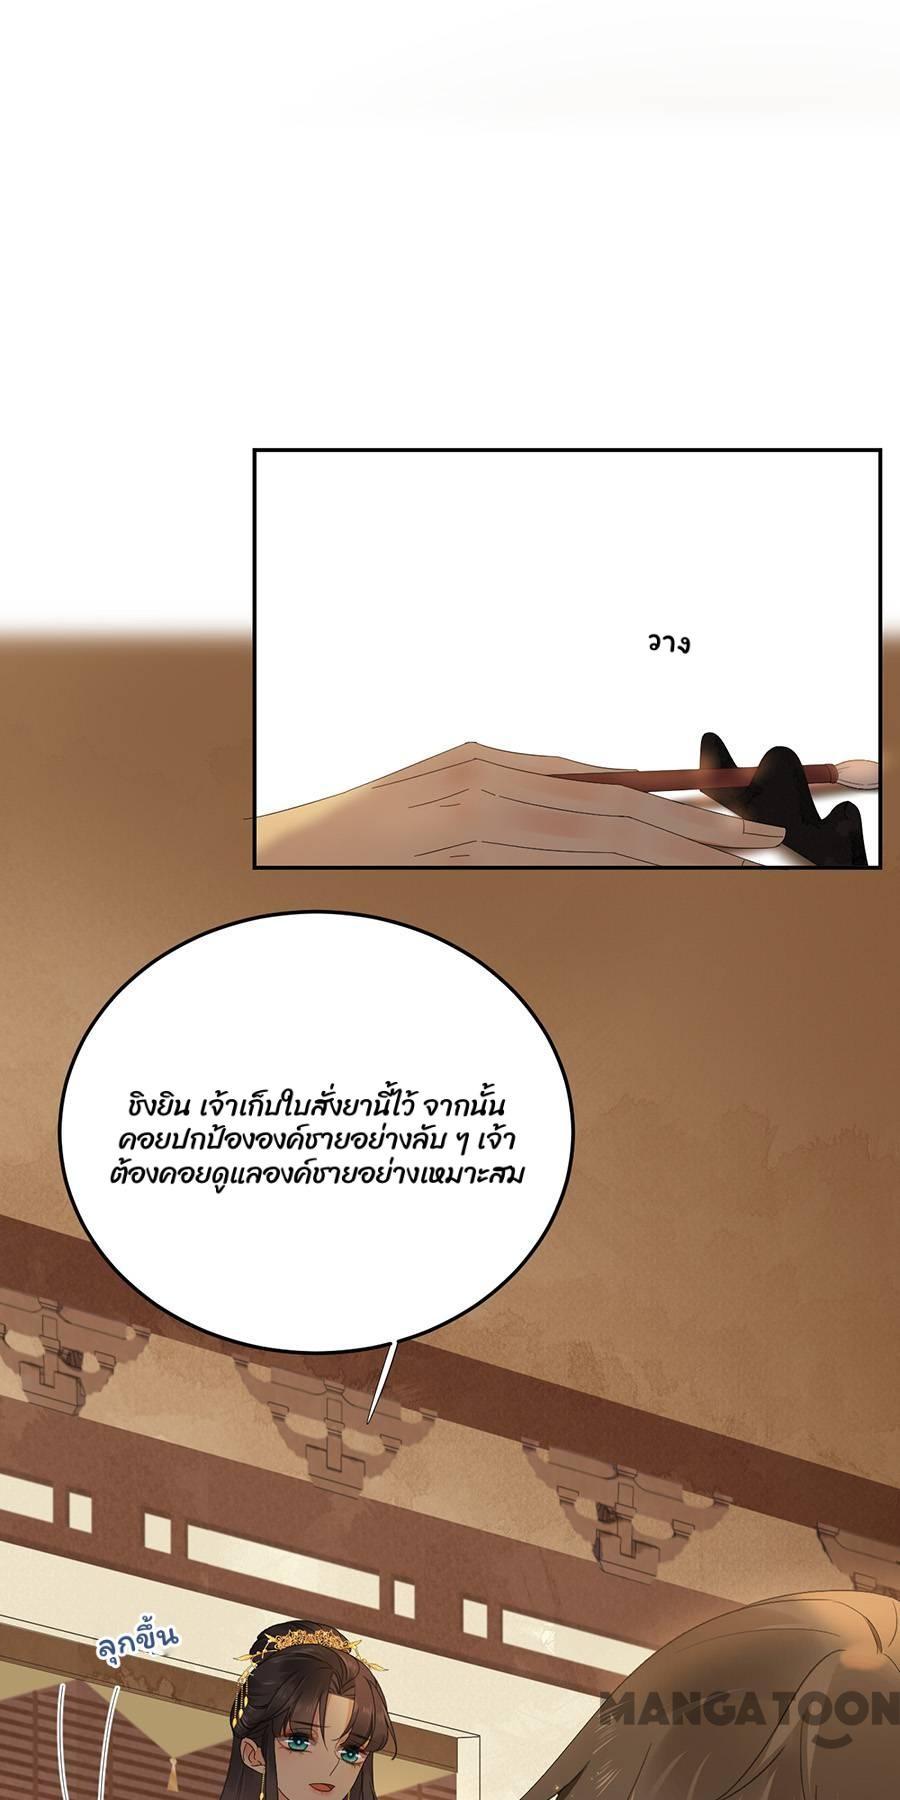 วาง
ชิงยิน เจ้าเก็บใบสั่งยานี้ไว้ จากนั้น
คอยปกป้ององค์ชายอย่างลับ ๆ เจ้า
ต้องคอยดูแลองค์ชายอย่างเหมาะสม
ลุกขึ้น
MANGATOON